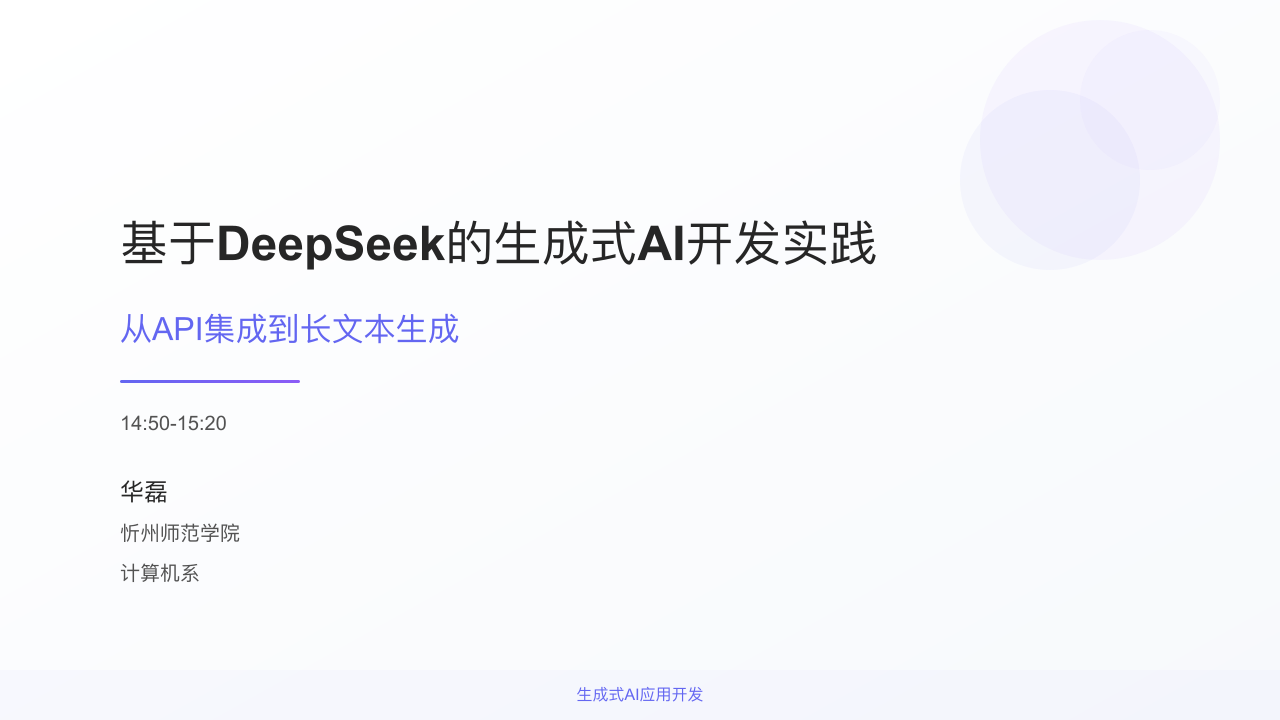 基于DeepSeek的生成式AI开发实践
从API集成到长文本生成
14:50-15:20
华磊
忻州师范学院
计算机系
生成式AI应用开发